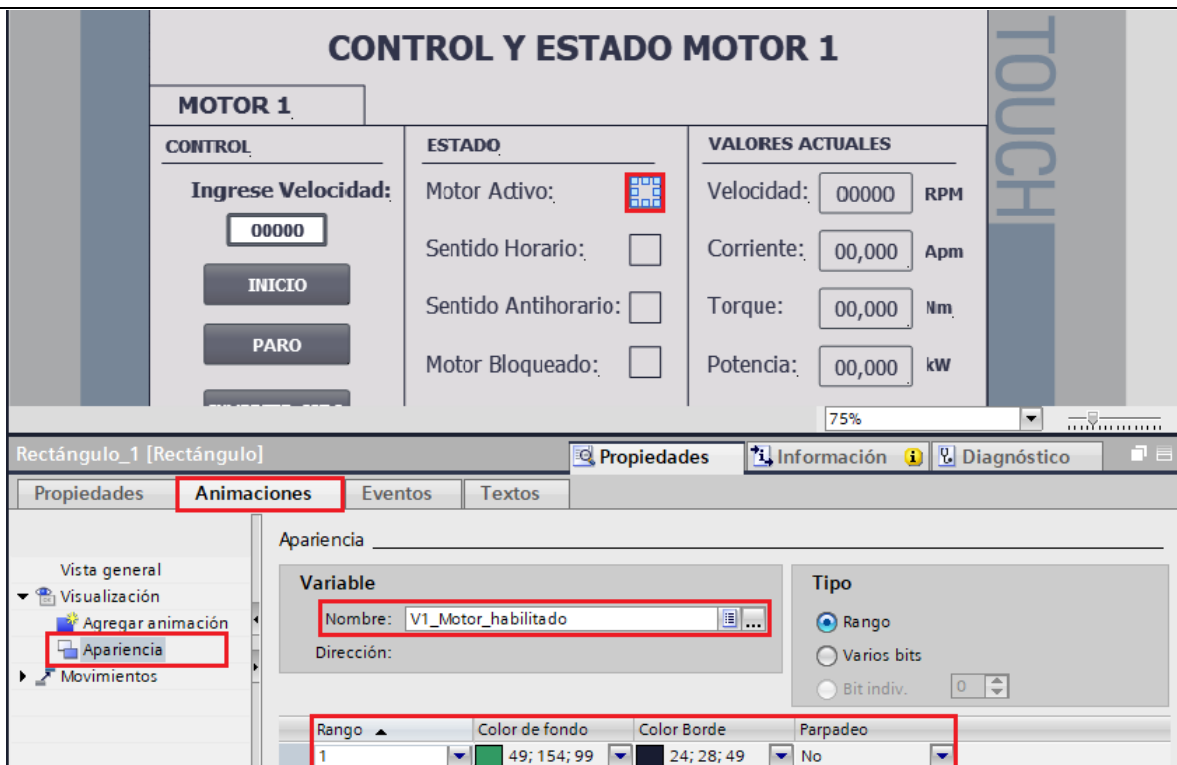 CONTROL Y ESTADO MOTOR 1
TOUCH
MOTOR 1
CONTROL
Ingrese Velocidad:
00000
INICIO
PARO
ESTADO
Motor Activo:
Sentido Horario:
Sentido Antihorario:
Motor Bloqueado:
VALORES ACTUALES
Velocidad: 00000 RPM
Corriente: 00,000 Apm
Torque: 00,000 Nm
Potencia: 00,000 kW
75%
Rectángulo_1 [Rectángulo]
Propiedades Información Diagnóstico
Propiedades Animaciones Eventos Textos
Vista general
Visualización
Agregar animación
Apariencia
Movimientos
Apariencia
Variable
Nombre: V1_Motor_habilitado
Dirección:
Tipo
Rango
Varios bits
Bit indiv. 0
Rango Color de fondo Color Borde Parpadeo
1 49; 154; 99 24; 28; 49 No